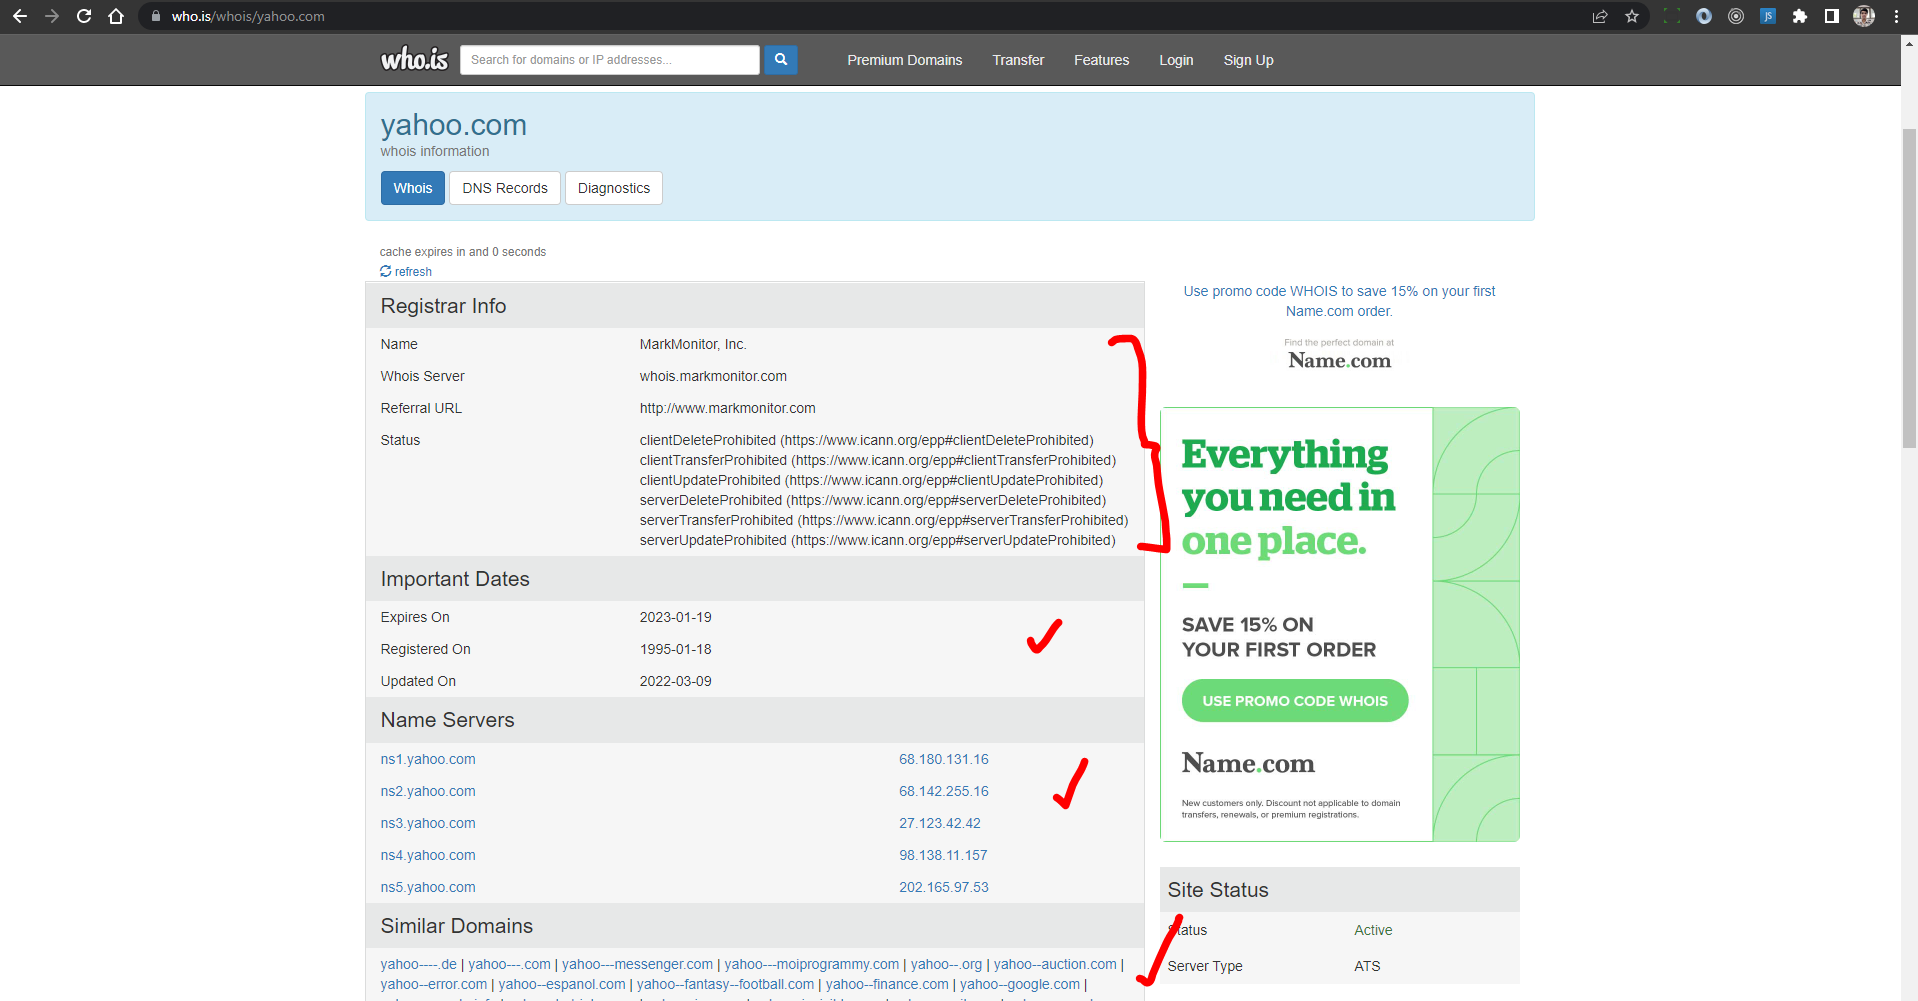 who.is/whois/yahoo.com
JS
who.is
Search for domains or IP addresses...
Premium Domains
Transfer
Features
Login
Sign Up
yahoo.com
whois information
Whois
DNS Records
Diagnostics
cache expires in and 0 seconds
refresh
Registrar Info
Name MarkMonitor, Inc.
Whois Server whois.markmonitor.com
Referral URL http://www.markmonitor.com
Status clientDeleteProhibited (https://www.icann.org/epp#clientDeleteProhibited)
clientTransferProhibited (https://www.icann.org/epp#clientTransferProhibited)
clientUpdateProhibited (https://www.icann.org/epp#clientUpdateProhibited)
serverDeleteProhibited (https://www.icann.org/epp#serverDeleteProhibited)
serverTransferProhibited (https://www.icann.org/epp#serverTransferProhibited)
serverUpdateProhibited (https://www.icann.org/epp#serverUpdateProhibited)
Important Dates
Expires On 2023-01-19
Registered On 1995-01-18
Updated On 2022-03-09
Name Servers
ns1.yahoo.com 68.180.131.16
ns2.yahoo.com 68.142.255.16
ns3.yahoo.com 27.123.42.42
ns4.yahoo.com 98.138.11.157
ns5.yahoo.com 202.165.97.53
Similar Domains
yahoo----.de | yahoo---.com | yahoo---messenger.com | yahoo---moiprogrammy.com | yahoo--.org | yahoo--auction.com |
yahoo--error.com | yahoo--espanol.com | yahoo--fantasy--football.com | yahoo--finance.com | yahoo--google.com |
Use promo code WHOIS to save 15% on your first
Name.com order.
Find the perfect domain at
Name.com
Everything
you need in
one place.
SAVE 15% ON
YOUR FIRST ORDER
USE PROMO CODE WHOIS
Name.com
New customers only. Discount not applicable to domain
transfers, renewals, or premium registrations.
Site Status
Status Active
Server Type ATS